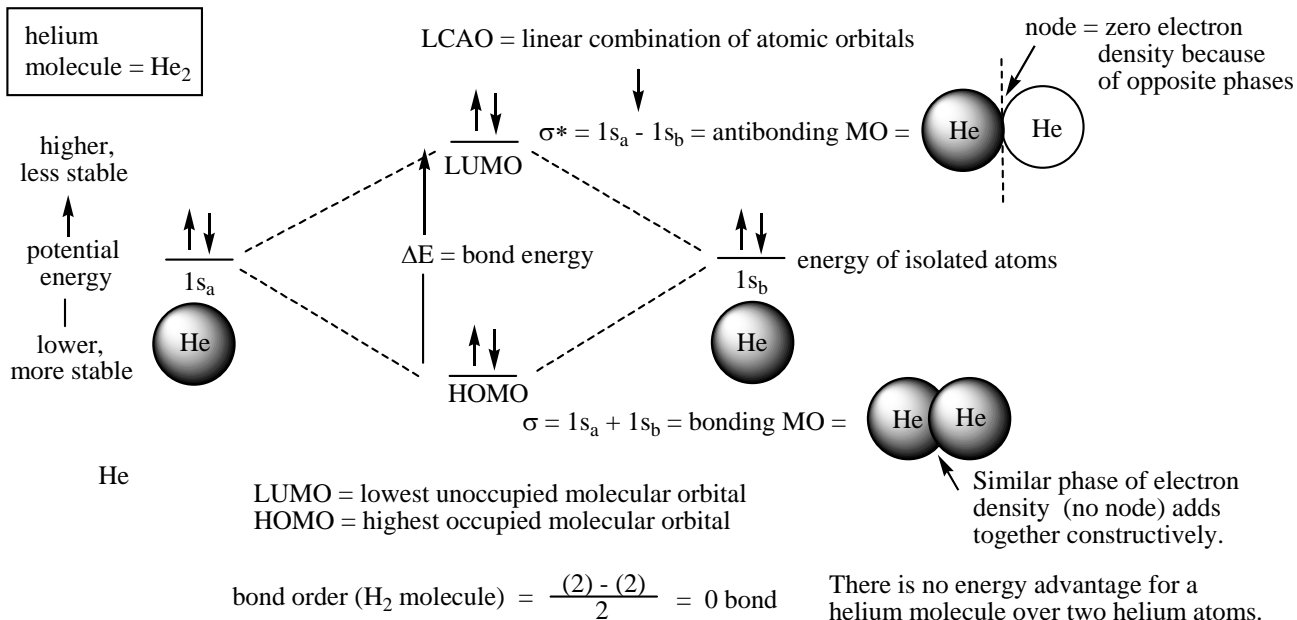 helium
molecule = He₂
LCAO = linear combination of atomic orbitals
node = zero electron
density because
of opposite phases
σ* = 1sₐ - 1s_b = antibonding MO =
He
He
LUMO
higher,
less stable
potential
energy
lower,
more stable
1sₐ
He
ΔE = bond energy
1s_b
He
energy of isolated atoms
HOMO
σ = 1sₐ + 1s_b = bonding MO =
He
He
Similar phase of electron
density (no node) adds
together constructively.
He
LUMO = lowest unoccupied molecular orbital
HOMO = highest occupied molecular orbital
bond order (H₂ molecule) = (2) - (2) / 2 = 0 bond
There is no energy advantage for a
helium molecule over two helium atoms.